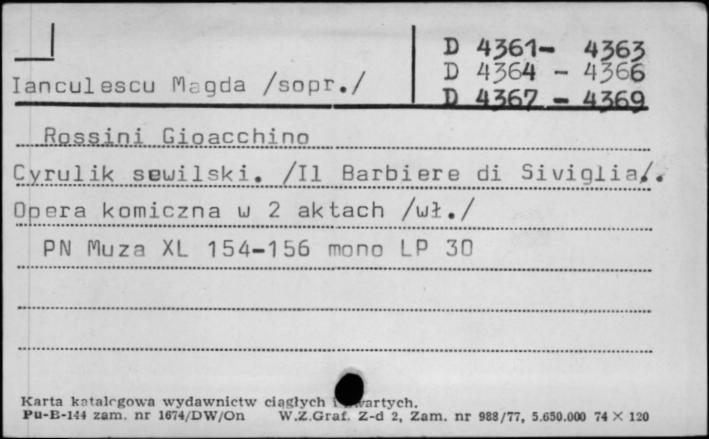 D 4361- 4363
D 4364 - 4366
Ianculescu Magda /sopr./
D 4367 - 4369
Rossini Gioacchino
Cyrulik sewilski. /Il Barbiere di Siviglia/.
Opera komiczna w 2 aktach /wł./
PN Muza XL 154-156 mono LP 30
Karta katalogowa wydawnictw ciągłych i zwartych.
Pu-B-144 zam. nr 1674/DW/On W.Z.Graf. Z-d 2, Zam. nr 988/77, 5.650.000 74 × 120